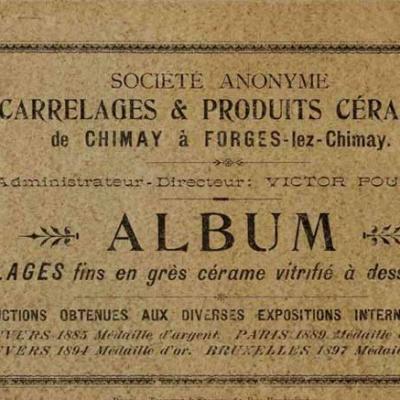 SOCIÉTÉ ANONYME
CARRELAGES & PRODUITS CÉRA
de CHIMAY à FORGES-lez-Chimay.
Administrateur-Directeur: VICTOR POU
ALBUM
LAGES fins en grès cérame vitrifié à dess
CTIONS OBTENUES AUX DIVERSES EXPOSITIONS INTERN
VERS 1885 Médaille d'argent. PARIS 1889 Médaille
VERS 1894 Médaille d'or. BRUXELLES 1897 Médai